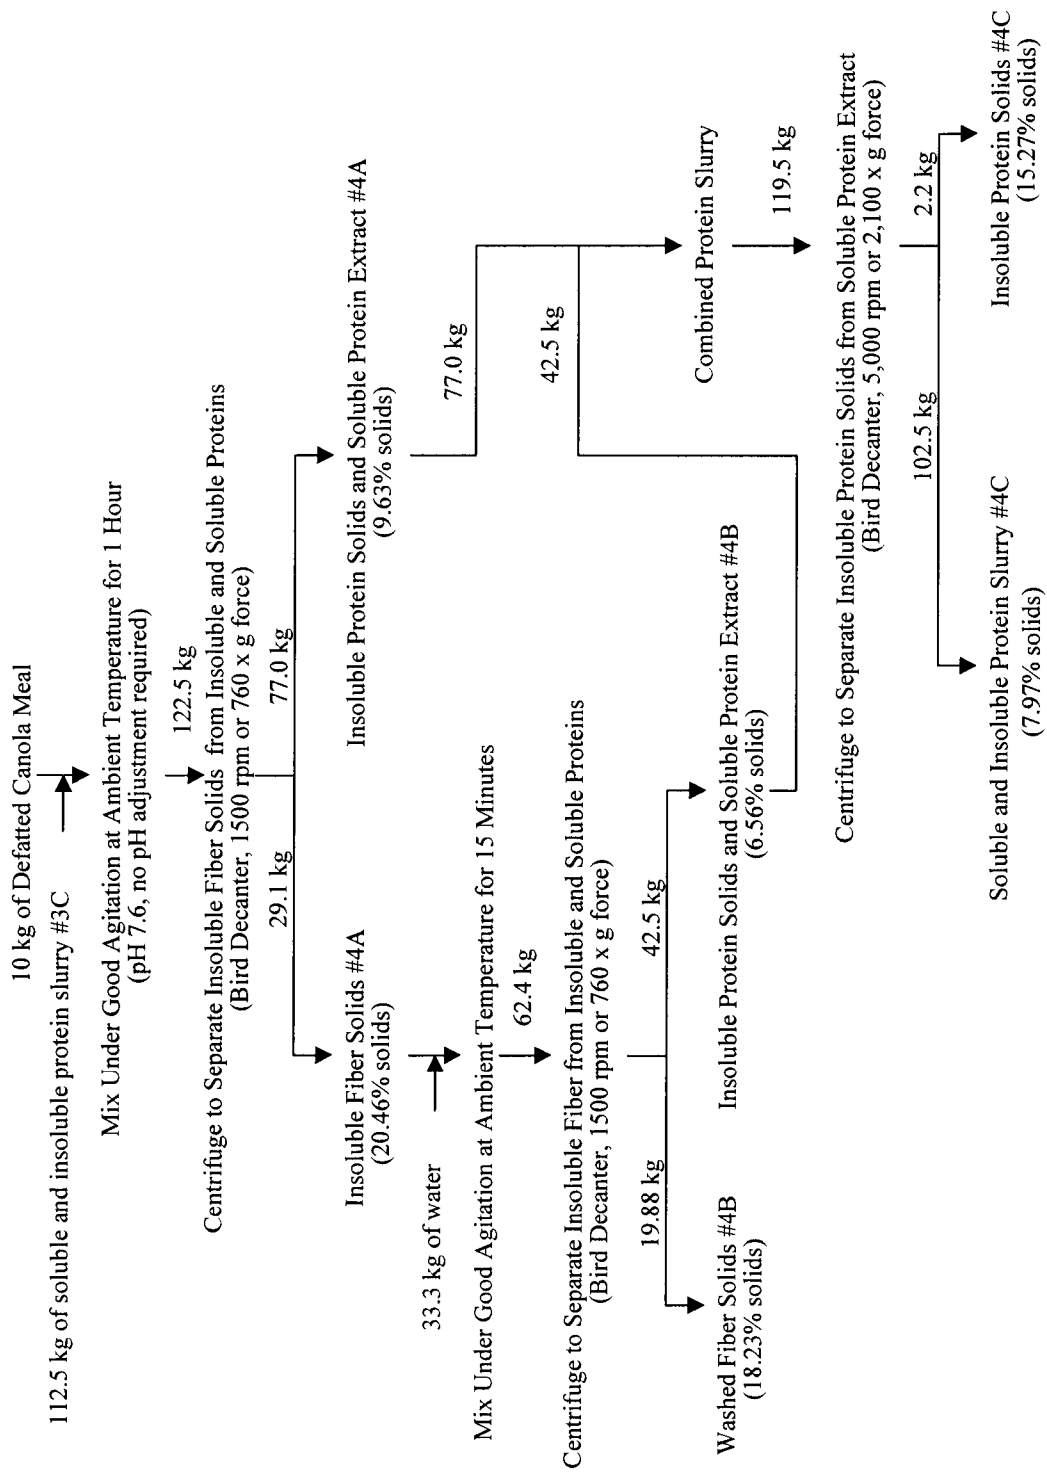 10 kg of Defatted Canola Meal
112.5 kg of soluble and insoluble protein slurry #3C
Mix Under Good Agitation at Ambient Temperature for 1 Hour
(pH 7.6, no pH adjustment required)
122.5 kg
Centrifuge to Separate Insoluble Fiber Solids from Insoluble and Soluble Proteins
(Bird Decanter, 1500 rpm or 760 x g force)
29.1 kg
77.0 kg
Insoluble Fiber Solids #4A
(20.46% solids)
Insoluble Protein Solids and Soluble Protein Extract #4A
(9.63% solids)
33.3 kg of water
77.0 kg
Mix Under Good Agitation at Ambient Temperature for 15 Minutes
62.4 kg
42.5 kg
Centrifuge to Separate Insoluble Fiber from Insoluble and Soluble Proteins
(Bird Decanter, 1500 rpm or 760 x g force)
19.88 kg
42.5 kg
Washed Fiber Solids #4B
(18.23% solids)
Insoluble Protein Solids and Soluble Protein Extract #4B
(6.56% solids)
Combined Protein Slurry
119.5 kg
Centrifuge to Separate Insoluble Protein Solids from Soluble Protein Extract
(Bird Decanter, 5,000 rpm or 2,100 x g force)
102.5 kg
2.2 kg
Soluble and Insoluble Protein Slurry #4C
(7.97% solids)
Insoluble Protein Solids #4C
(15.27% solids)